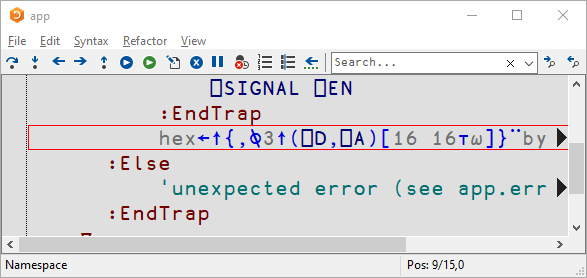 app
File Edit Syntax Refactor View
Search...
⎕SIGNAL ⎕EN
:EndTrap
hex←↑{,⍉3↑(⎕D,⎕A)[16 16⊤⍵]}¨by
:Else
'unexpected error (see app.err
:EndTrap
Namespace Pos: 9/15,0